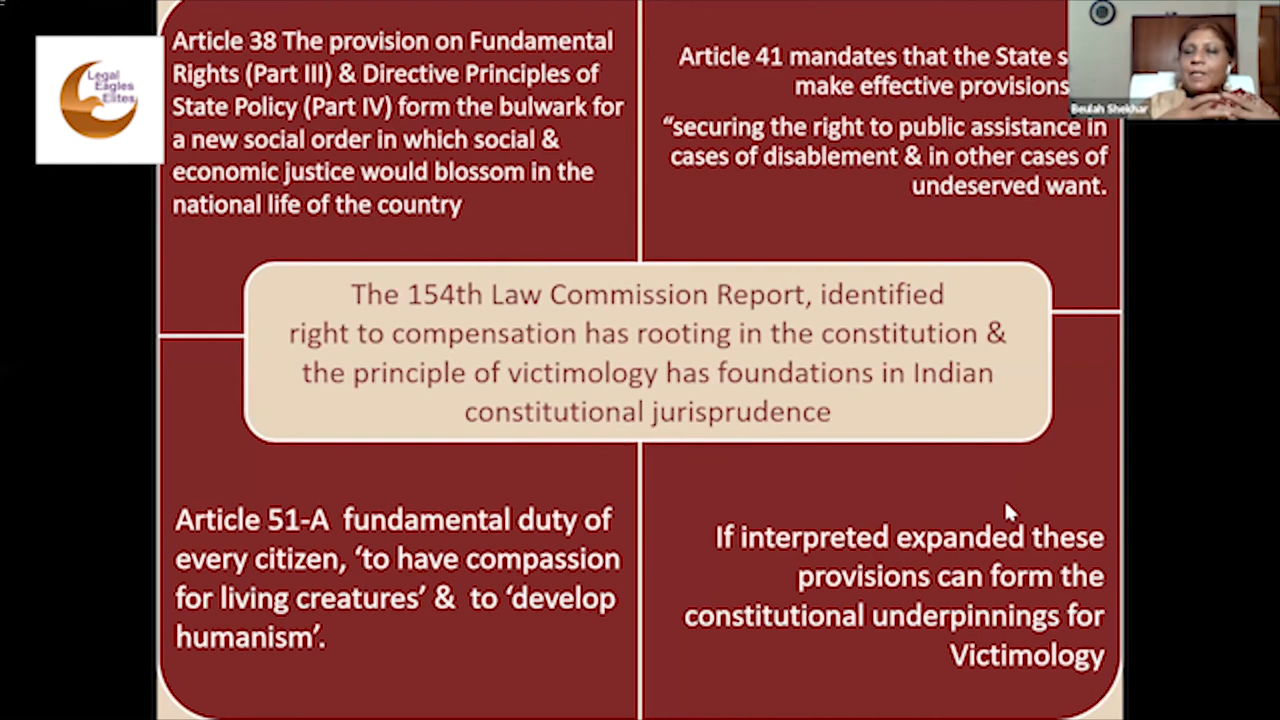 Legal
Eagles
Elites
Article 38 The provision on Fundamental
Rights (Part III) & Directive Principles of
State Policy (Part IV) form the bulwark for
a new social order in which social &
economic justice would blossom in the
national life of the country
Article 41 mandates that the State s
make effective provisions
“securing the right to public assistance in
cases of disablement & in other cases of
undeserved want.
Beulah Shekhar
The 154th Law Commission Report, identified
right to compensation has rooting in the constitution &
the principle of victimology has foundations in Indian
constitutional jurisprudence
Article 51-A fundamental duty of
every citizen, ‘to have compassion
for living creatures’ & to ‘develop
humanism’.
If interpreted expanded these
provisions can form the
constitutional underpinnings for
Victimology